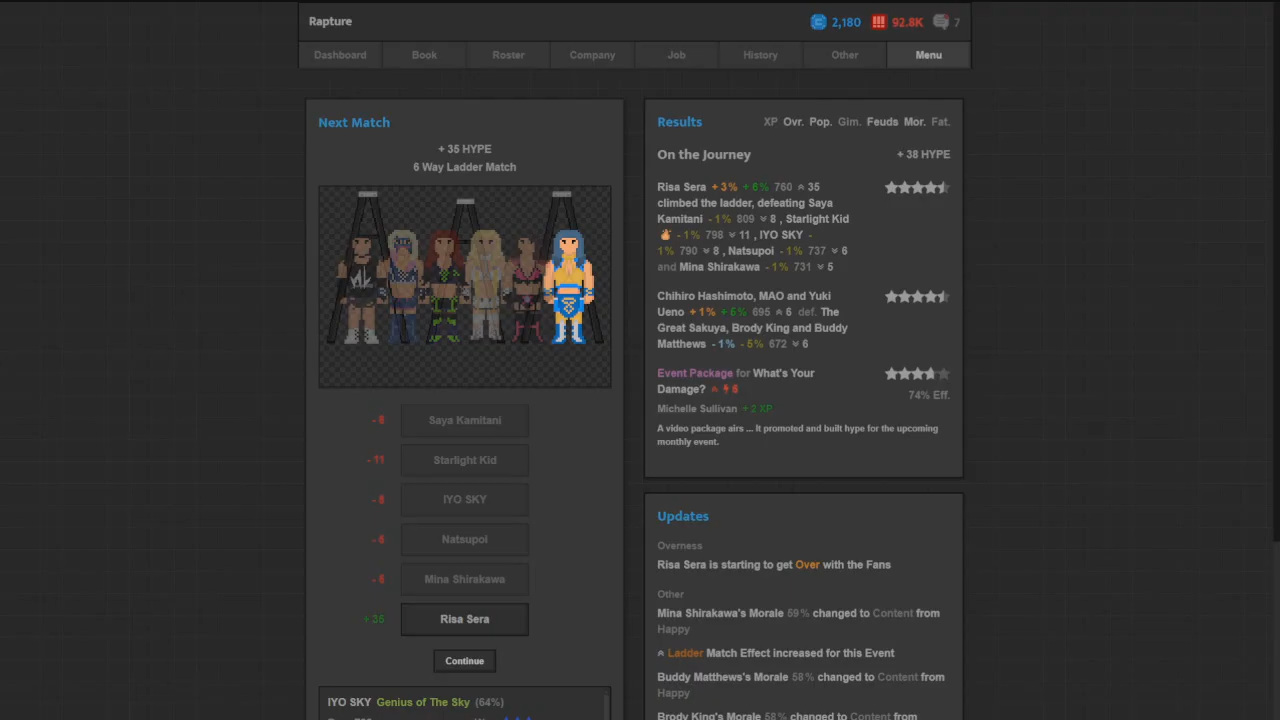 Rapture
2,180 92.8K 7
Dashboard Book Roster Company Job History Other Menu
Next Match
+ 35 HYPE
6 Way Ladder Match
Saya Kamitani
- 11 Starlight Kid
IYO SKY
Natsupoi
Mina Shirakawa
+ 35 Risa Sera
Continue
IYO SKY Genius of The Sky (64%)
Results XP Ovr. Pop. Gim. Feuds Mor. Fat.
On the Journey + 38 HYPE
Risa Sera + 3% + 6% 760 35
climbed the ladder, defeating Saya
Kamitani - 1% 809 8 , Starlight Kid
- 1% 798 11 , IYO SKY -
1% 790 8 , Natsupoi - 1% 737 6
and Mina Shirakawa - 1% 731 5
Chihiro Hashimoto, MAO and Yuki
Ueno + 1% + 5% 695 6 def. The
Great Sakuya, Brody King and Buddy
Matthews - 1% - 5% 672 6
Event Package for What's Your
Damage?
74% Eff.
Michelle Sullivan + 2 XP
A video package airs ... It promoted and built hype for the upcoming
monthly event.
Updates
Overness
Risa Sera is starting to get Over with the Fans
Other
Mina Shirakawa's Morale 59% changed to Content from
Happy
Ladder Match Effect increased for this Event
Buddy Matthews's Morale 58% changed to Content from
Happy
Brody King's Morale 58% changed to Content from